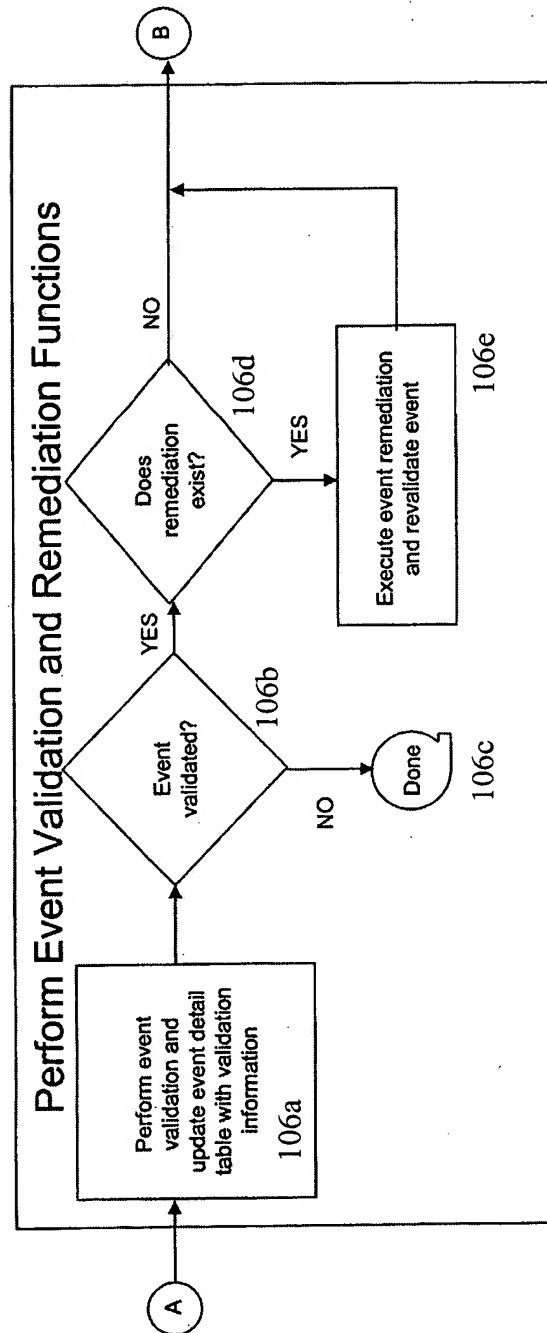 Perform Event Validation and Remediation Functions
A
Perform event
validation and
update event detail
table with validation
information
106a
Event
validated?
106b
YES
NO
Done
106c
Does
remediation
exist?
106d
NO
YES
Execute event remediation
and revalidate event
106e
B